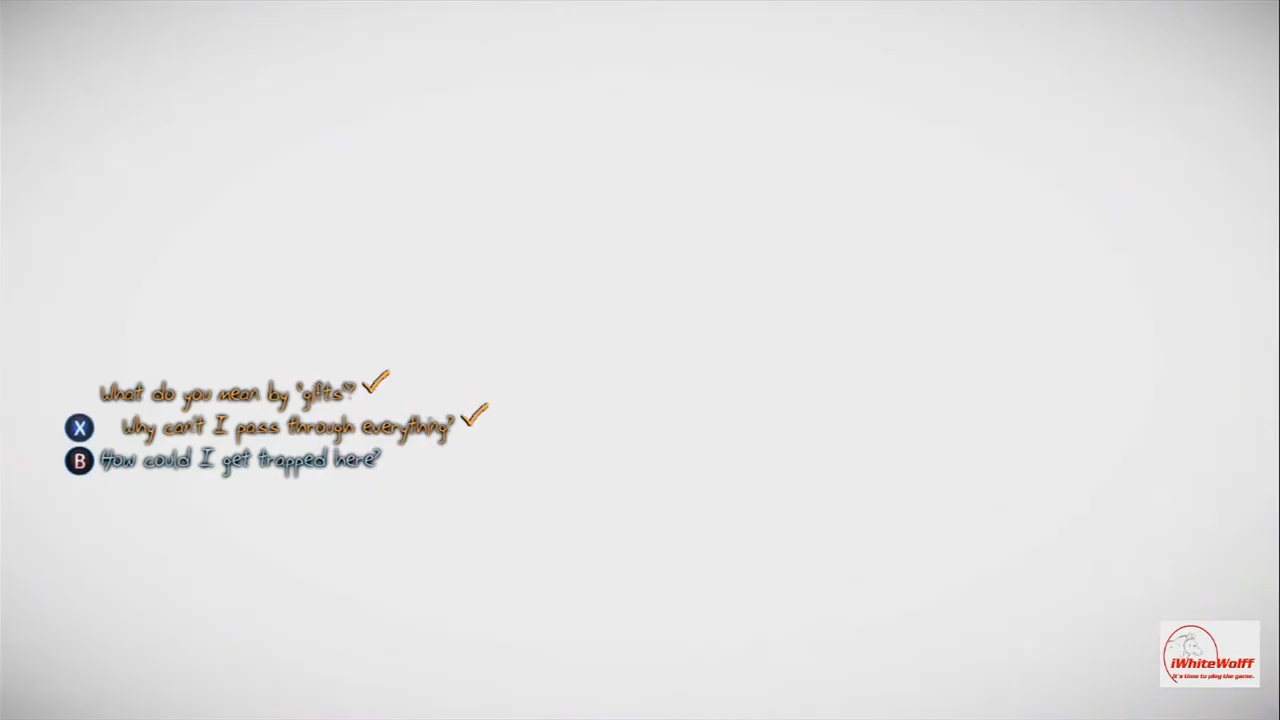 What do you mean by 'gifts'?
X Why can't I pass through everything?
B How could I get trapped here?
iWhiteWolff
It's time to play the game.